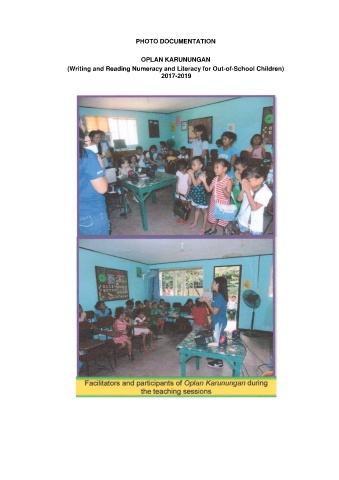 PHOTO DOCUMENTATION
OPLAN KARUNUNGAN
(Writing and Reading Numeracy and Literacy for Out-of-School Children)
2017-2019
Facilitators and participants of Oplan Karunungan during
the teaching sessions